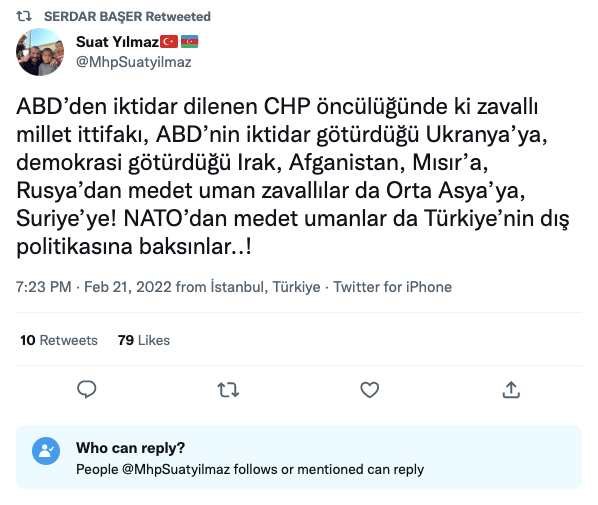 SERDAR BAŞER Retweeted
Suat Yılmaz🇹🇷 🇦🇿
@MhpSuatyilmaz
ABD’den iktidar dilenen CHP öncülüğünde ki zavallı
millet ittifakı, ABD’nin iktidar götürdüğü Ukranya’ya,
demokrasi götürdüğü Irak, Afganistan, Mısır’a,
Rusya’dan medet uman zavallılar da Orta Asya’ya,
Suriye’ye! NATO’dan medet umanlar da Türkiye’nin dış
politikasına baksınlar..!
7:23 PM · Feb 21, 2022 from İstanbul, Türkiye · Twitter for iPhone
10 Retweets 79 Likes
Who can reply?
People @MhpSuatyilmaz follows or mentioned can reply